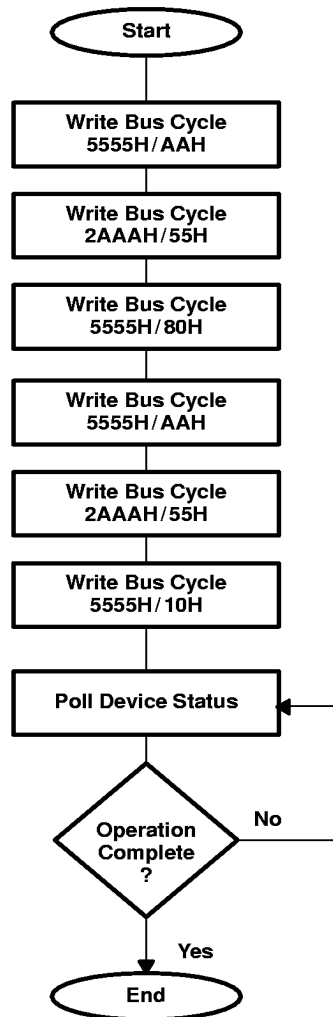 Start
Write Bus Cycle
5555H/AAH
Write Bus Cycle
2AAAH/55H
Write Bus Cycle
5555H/80H
Write Bus Cycle
5555H/AAH
Write Bus Cycle
2AAAH/55H
Write Bus Cycle
5555H/10H
Poll Device Status
Operation
Complete
?
No
Yes
End